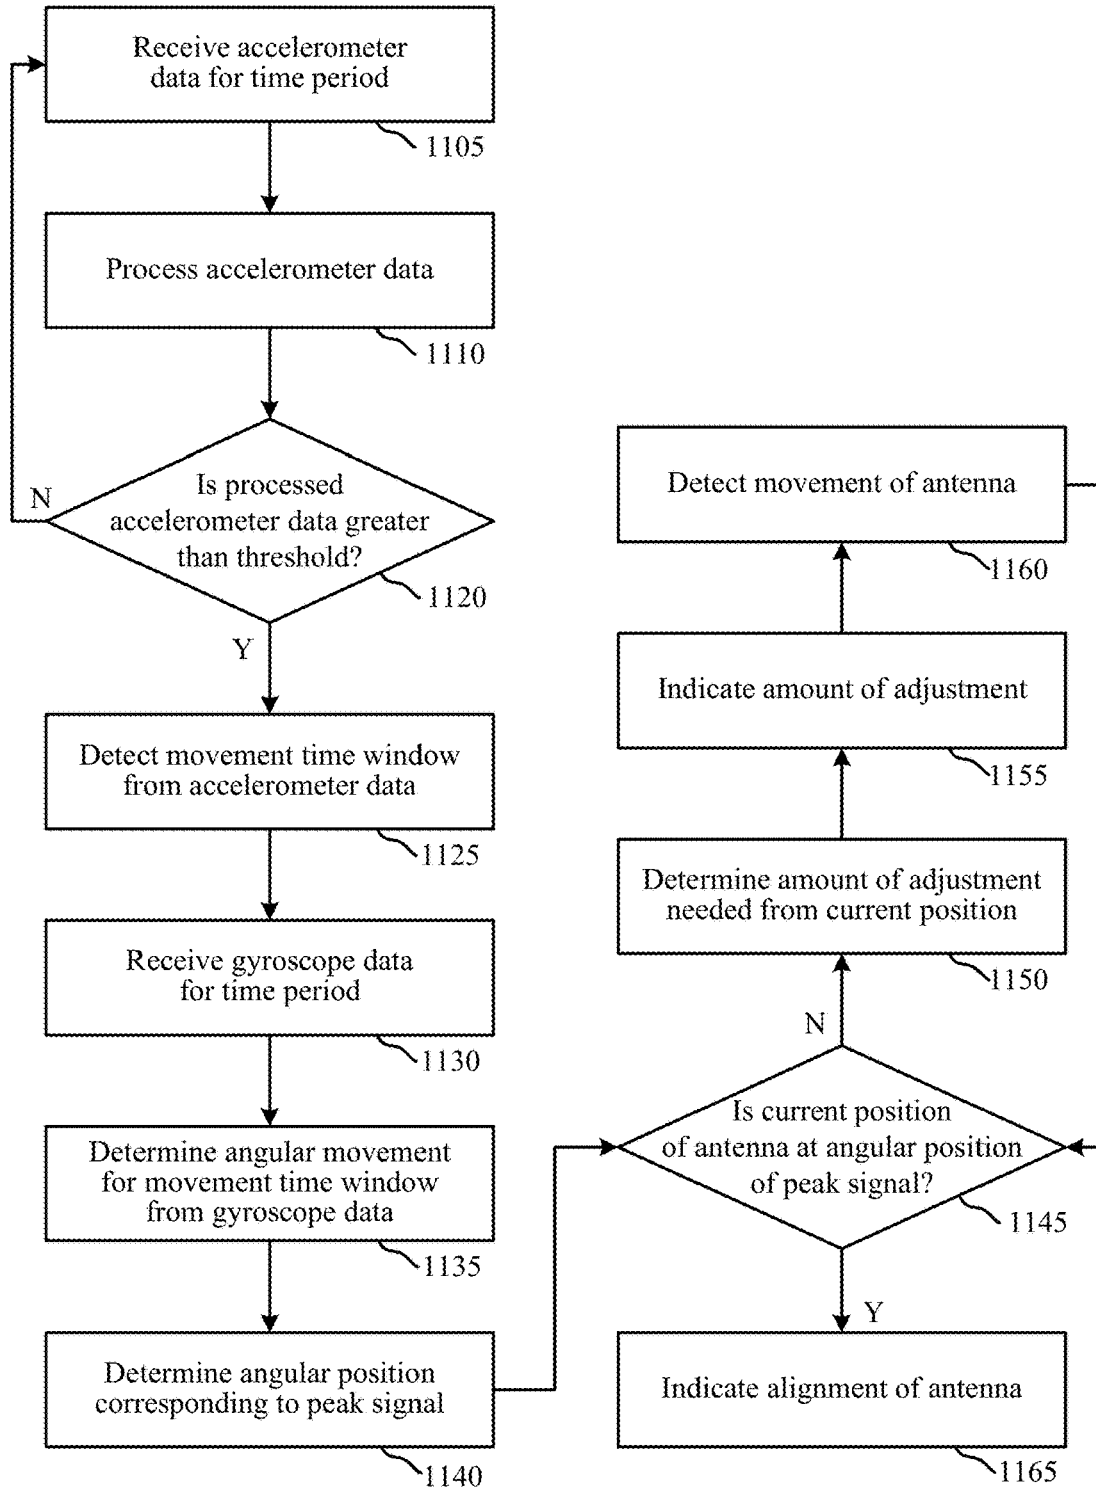 Receive accelerometer
data for time period
1105
Process accelerometer data
1110
Is processed
accelerometer data greater
than threshold?
N
1120
Y
Detect movement time window
from accelerometer data
1125
Receive gyroscope data
for time period
1130
Determine angular movement
for movement time window
from gyroscope data
1135
Determine angular position
corresponding to peak signal
1140
Detect movement of antenna
1160
Indicate amount of adjustment
1155
Determine amount of adjustment
needed from current position
1150
N
Is current position
of antenna at angular position
of peak signal?
1145
Y
Indicate alignment of antenna
1165